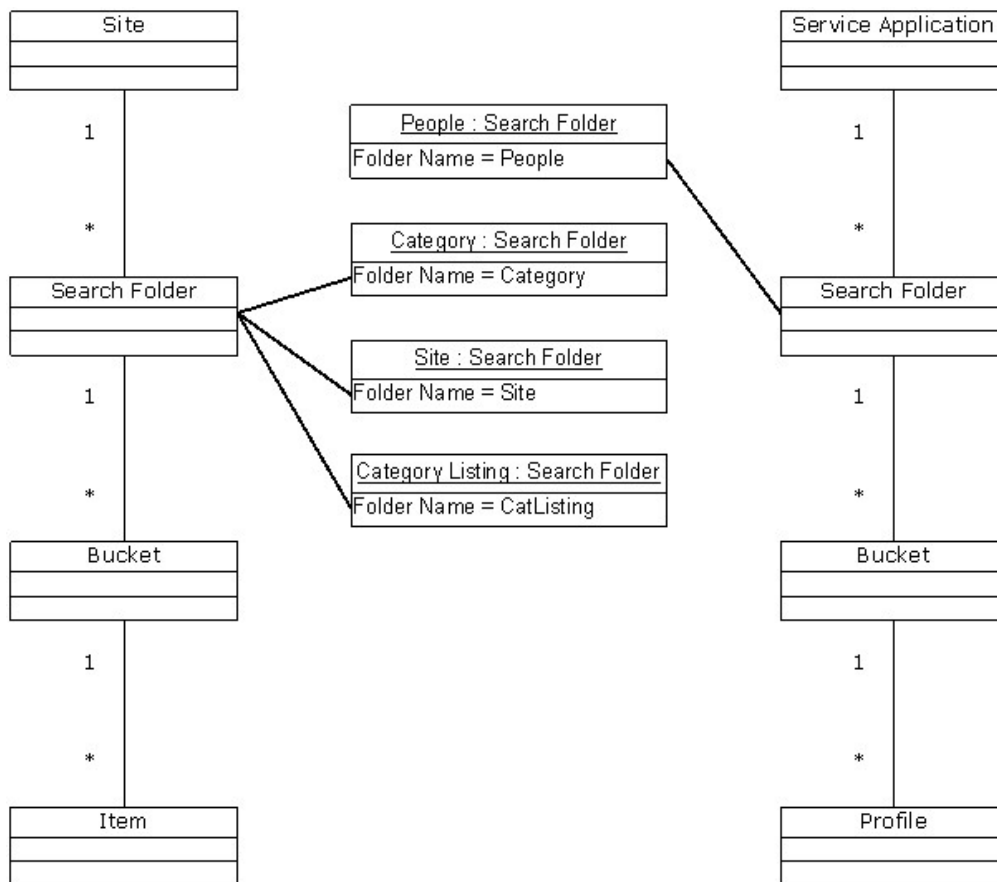 Site
Service Application
1
1
People : Search Folder
Folder Name = People
*
*
Category : Search Folder
Folder Name = Category
Search Folder
Search Folder
Site : Search Folder
Folder Name = Site
1
1
Category Listing : Search Folder
Folder Name = CatListing
*
*
Bucket
Bucket
1
1
*
*
Item
Profile